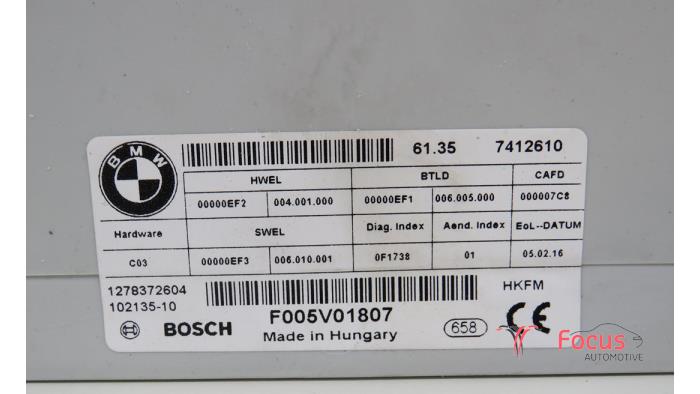 BMW
61.35 7412610
HWEL BTLD CAFD
00000EF2 004.001.000 00000EF1 006.005.000 000007C8
Hardware SWEL Diag. Index Aend. Index EoL--DATUM
C03 00000EF3 006.010.001 0F1738 01 05.02.16
1278372604 HKFM
102135-10
BOSCH F005V01807 658 CE
Made in Hungary
Focus
AUTOMOTIVE